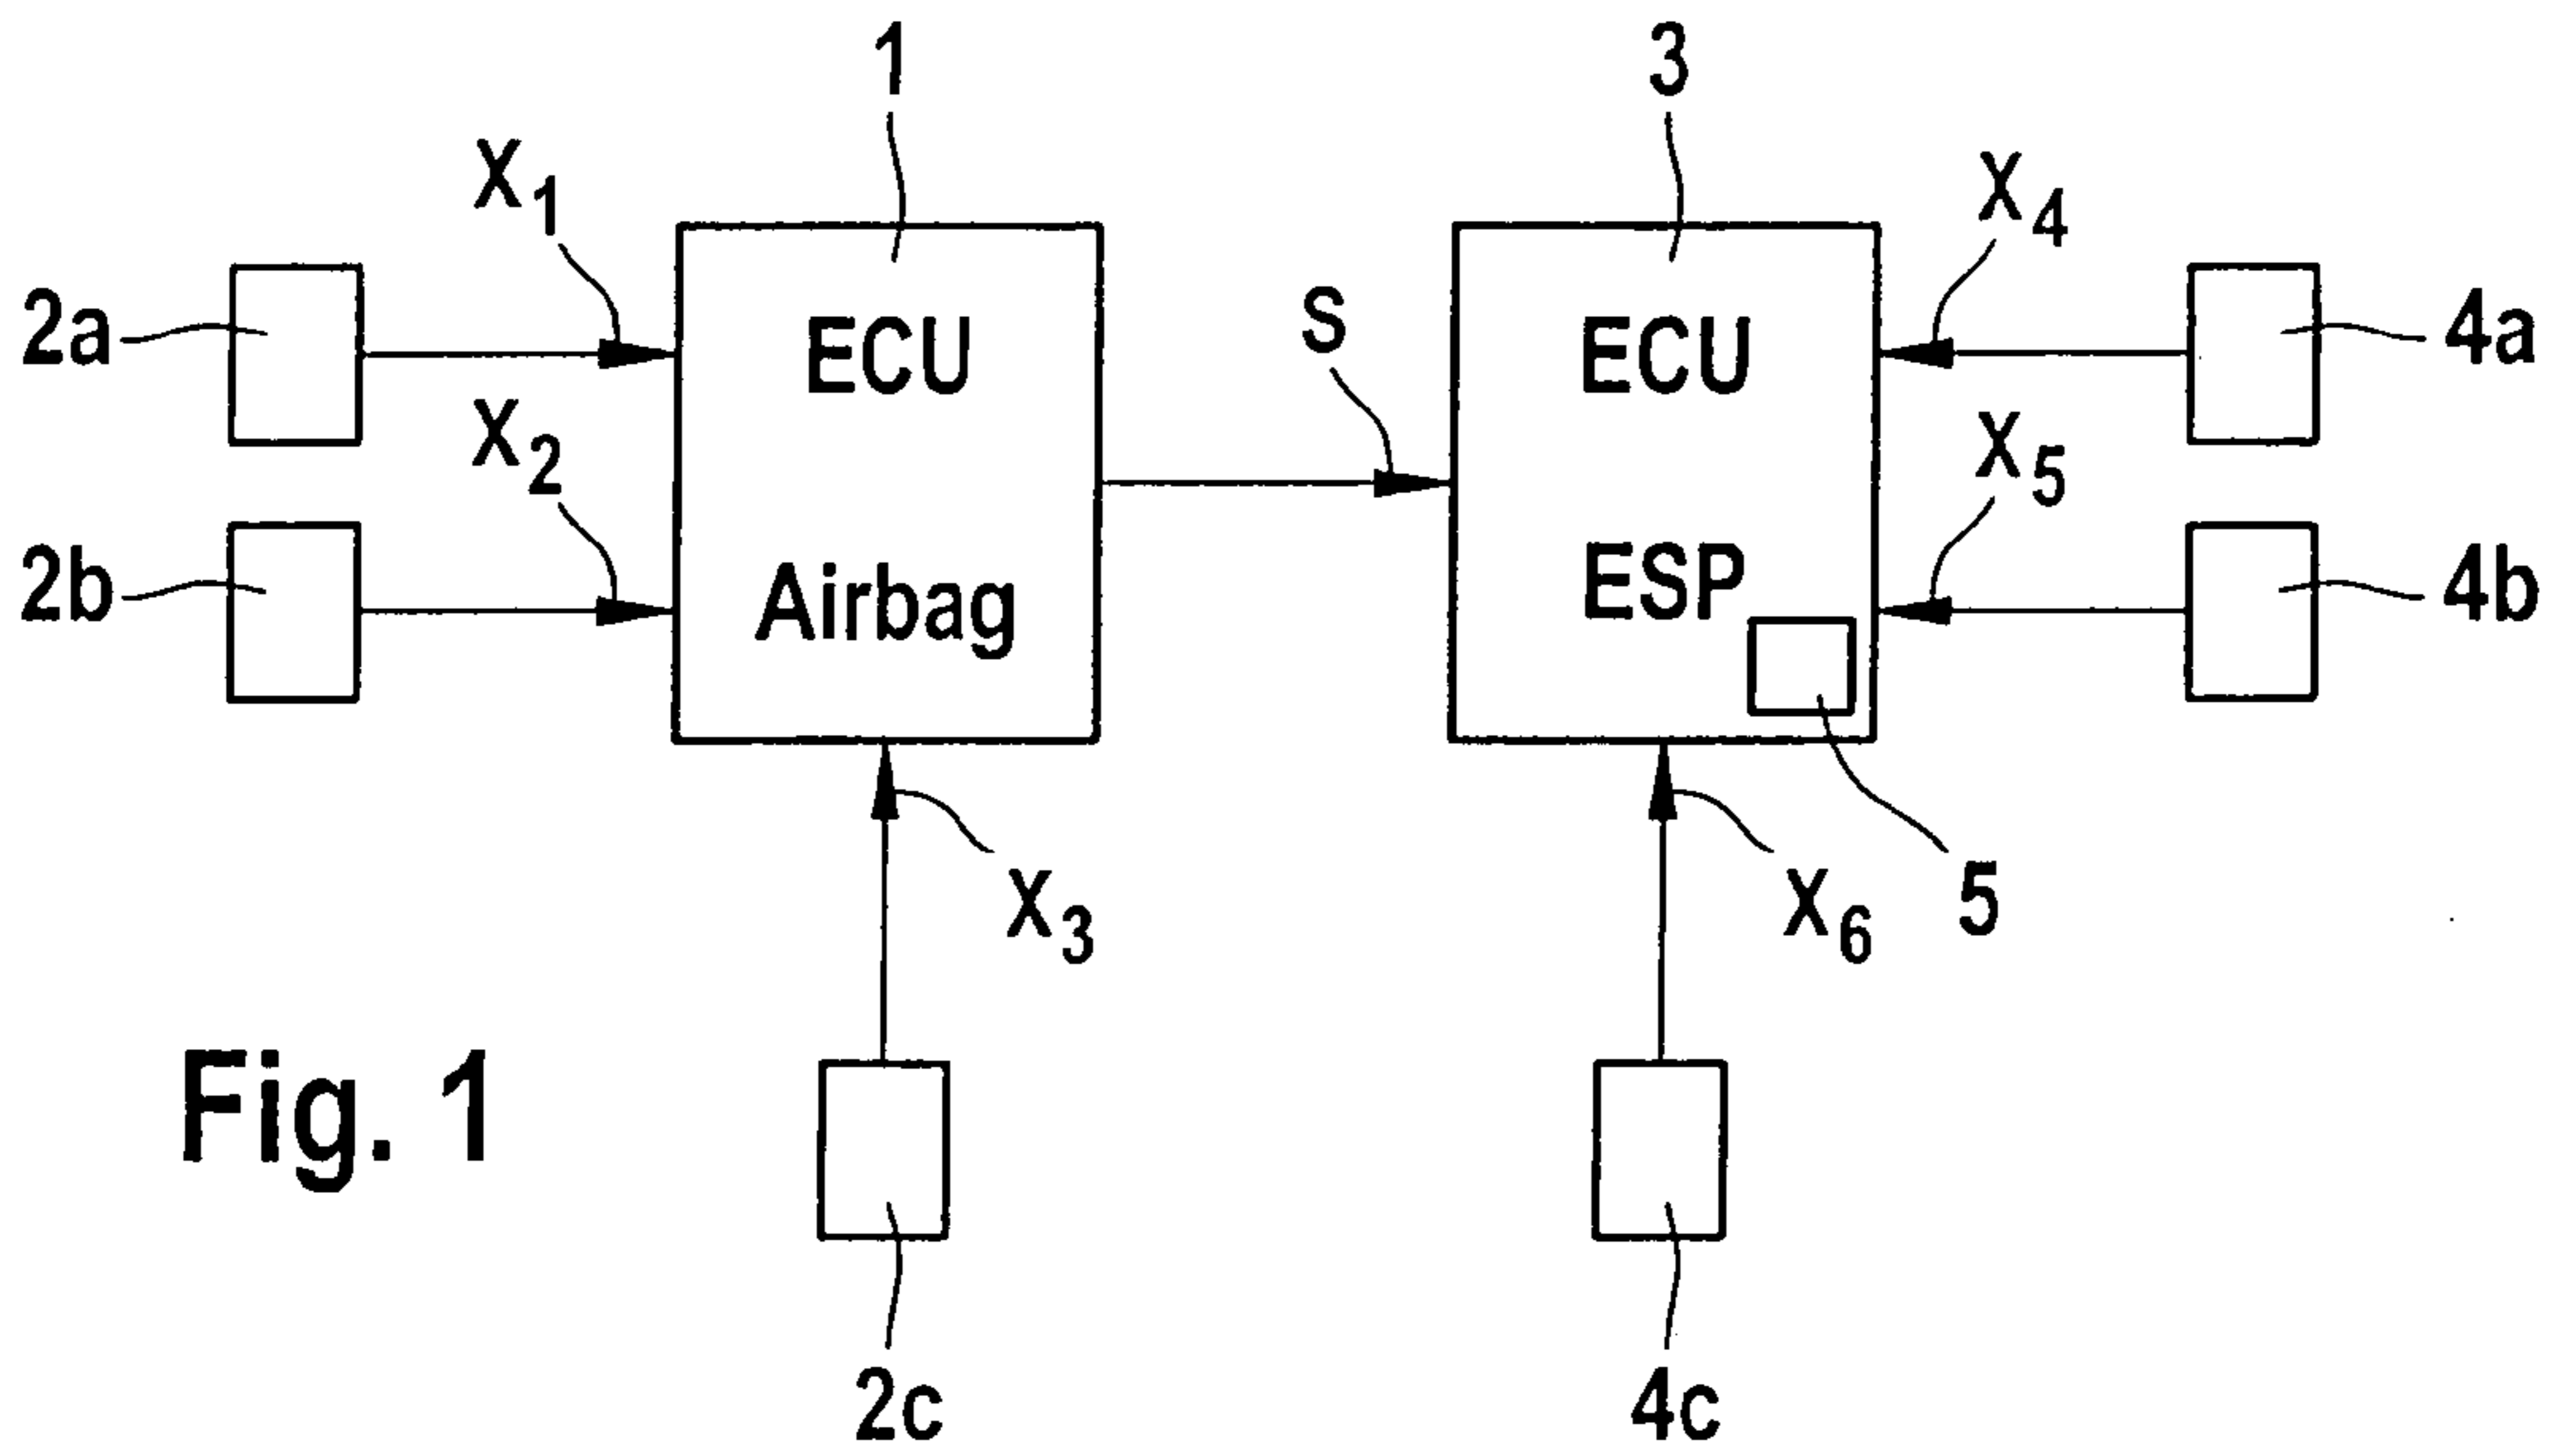 1
3
X1
X4
2a
ECU
S
ECU
4a
X2
X5
2b
Airbag
ESP
4b
X3
X6
5
Fig. 1
2c
4c